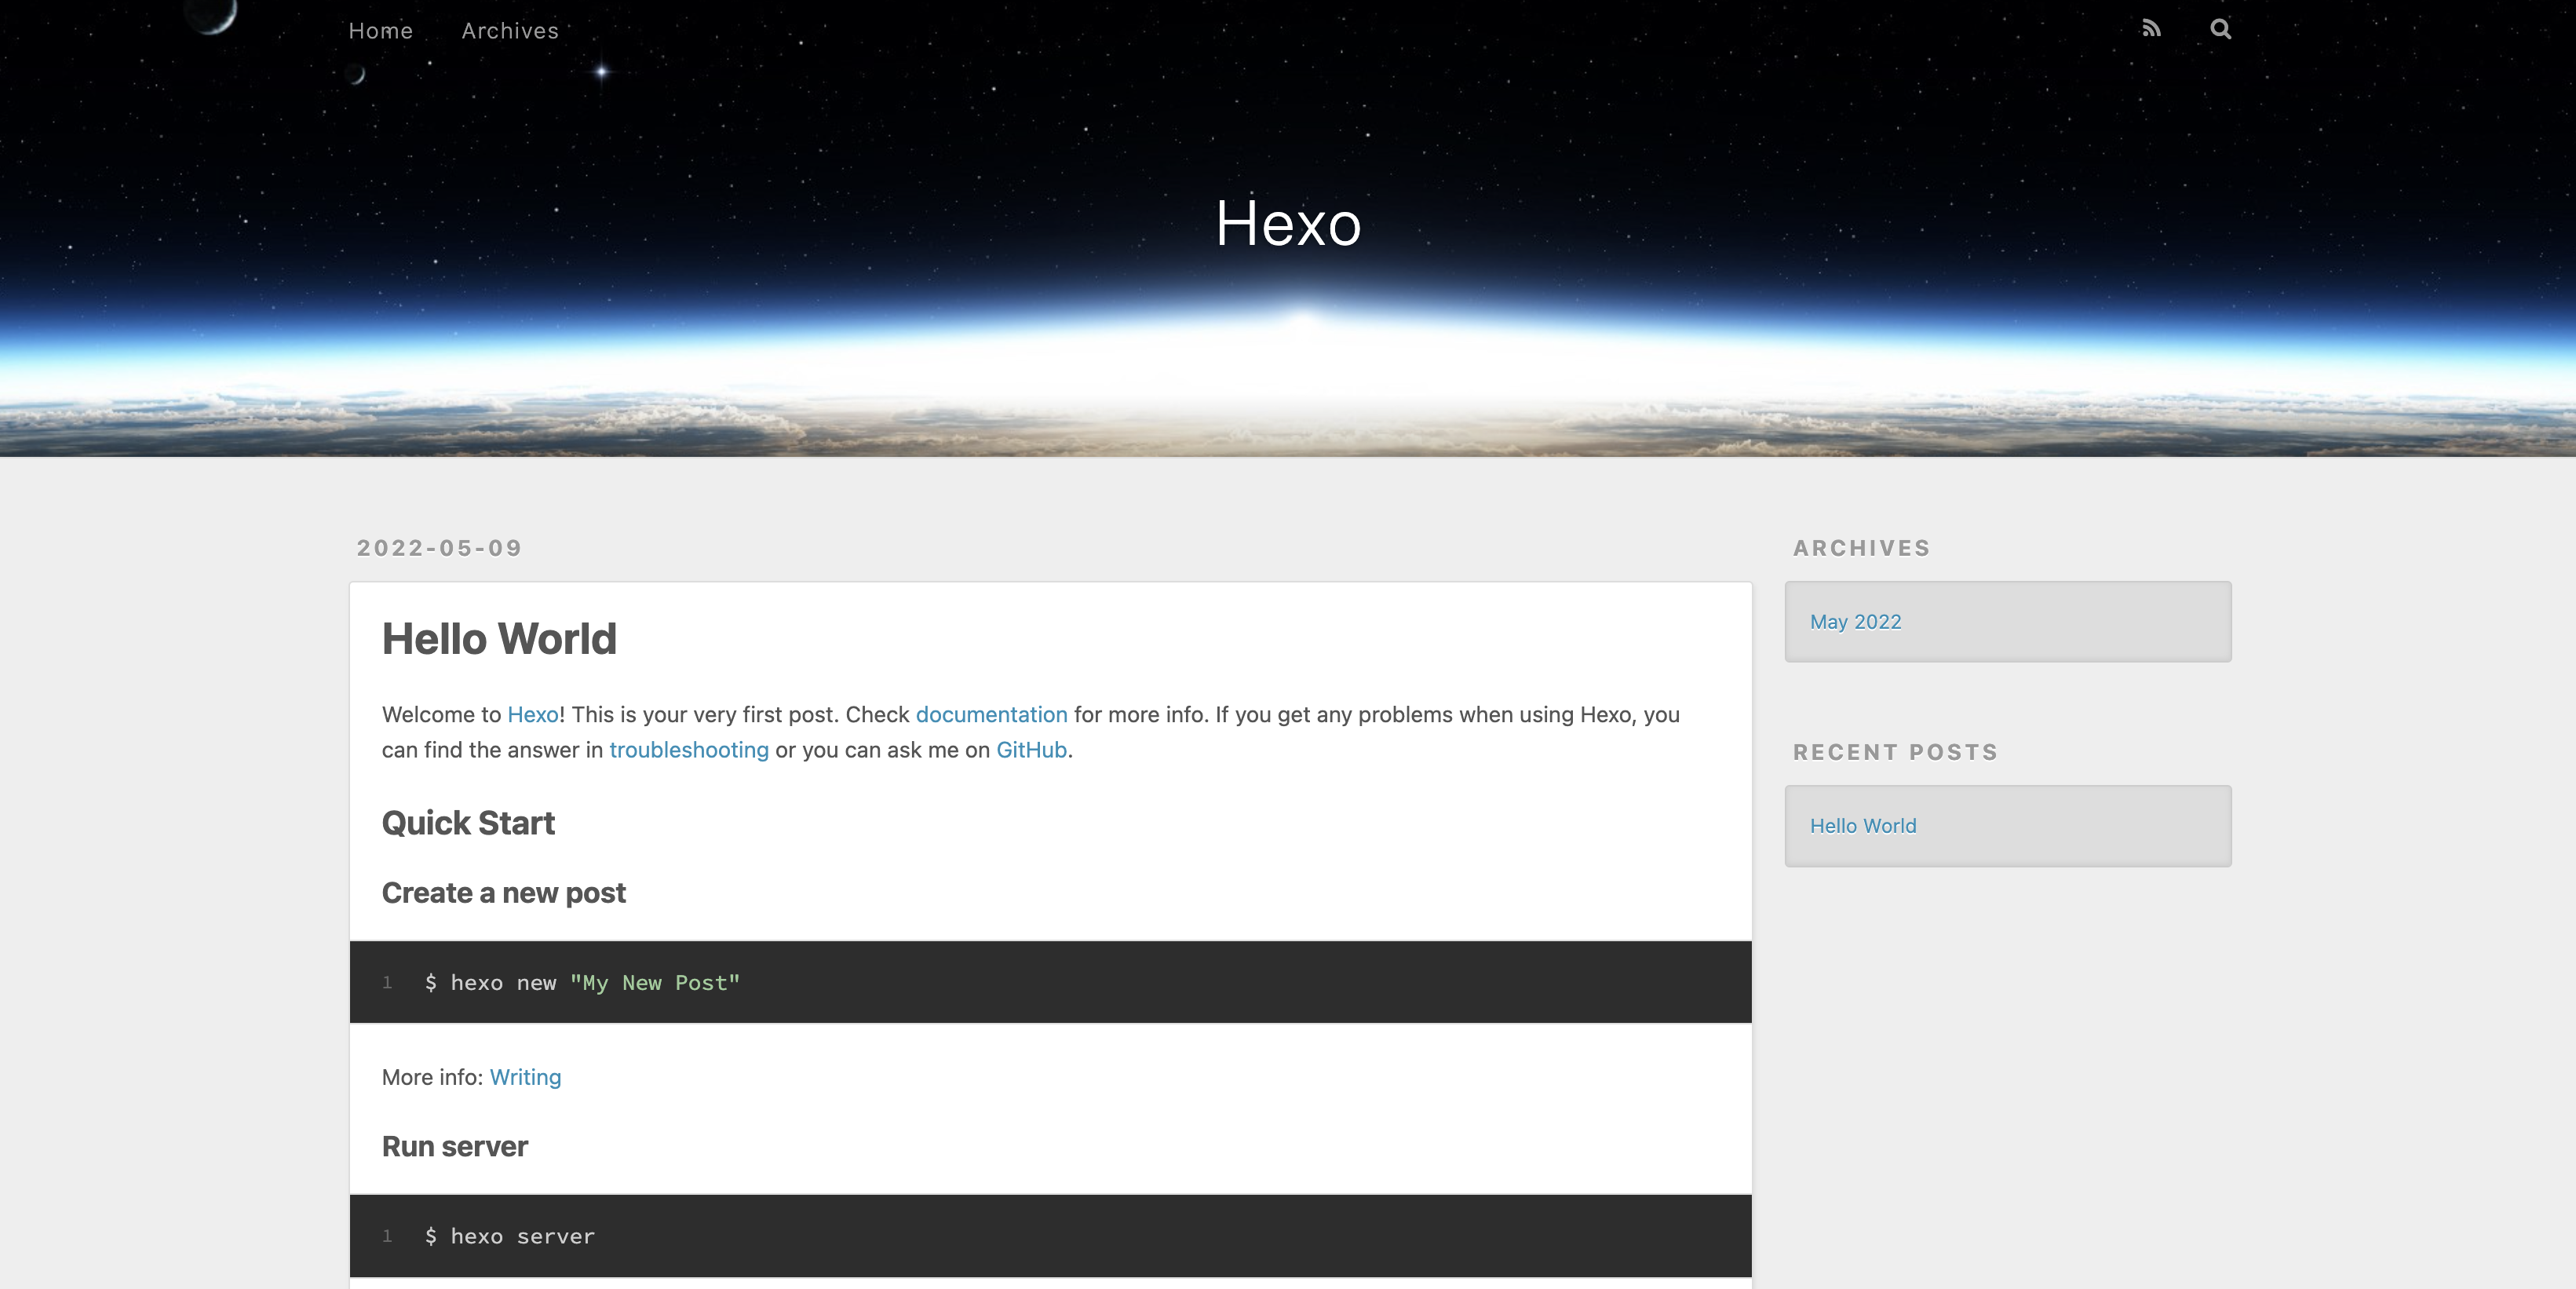 Home Archives
Hexo
2022-05-09
Hello World
Welcome to Hexo! This is your very first post. Check documentation for more info. If you get any problems when using Hexo, you
can find the answer in troubleshooting or you can ask me on GitHub.
Quick Start
Create a new post
1 $ hexo new "My New Post"
More info: Writing
Run server
1 $ hexo server
ARCHIVES
May 2022
RECENT POSTS
Hello World